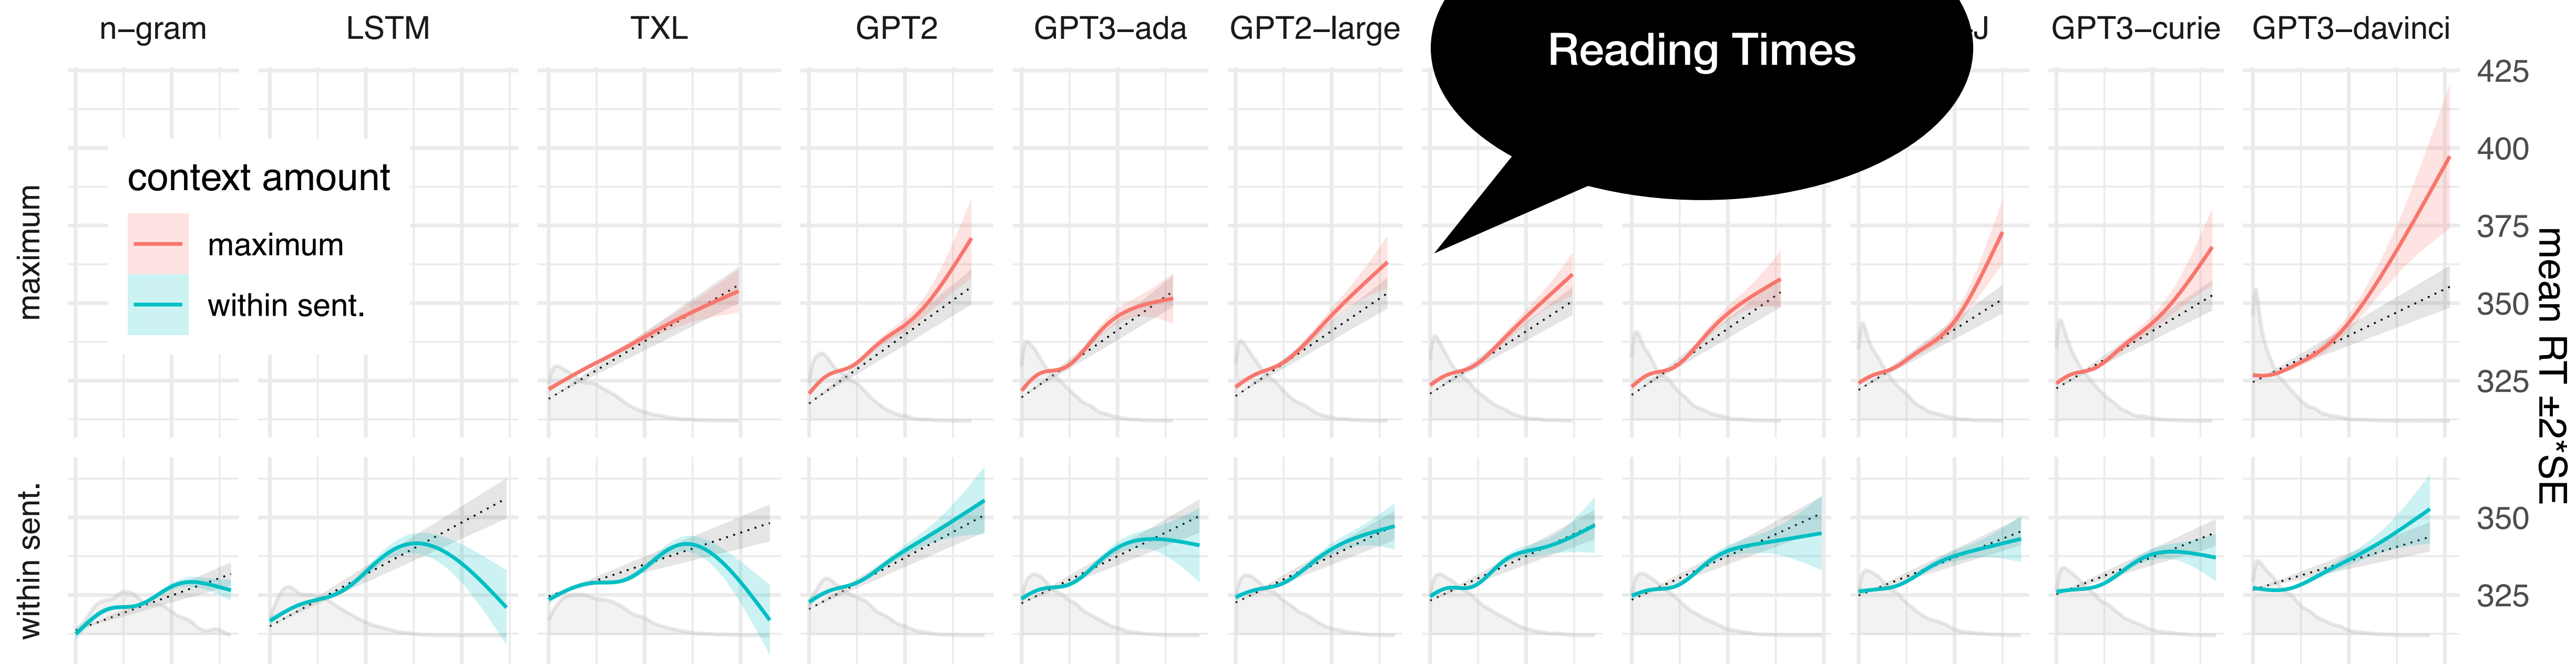 n−gram LSTM TXL GPT2 GPT3−ada GPT2−large −J GPT3−curie GPT3−davinci
Reading Times
context amount
maximum
within sent.
maximum
within sent.
425
400
375
350
325
350
325
mean RT ±2*SE